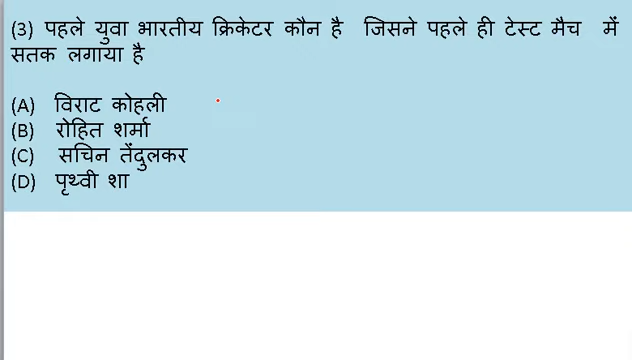 (3) पहले युवा भारतीय क्रिकेटर कौन है जिसने पहले ही टेस्ट मैच में
सतक लगाया है
(A) विराट कोहली
(B) रोहित शर्मा
(C) सचिन तेंदुलकर
(D) पृथ्वी शा